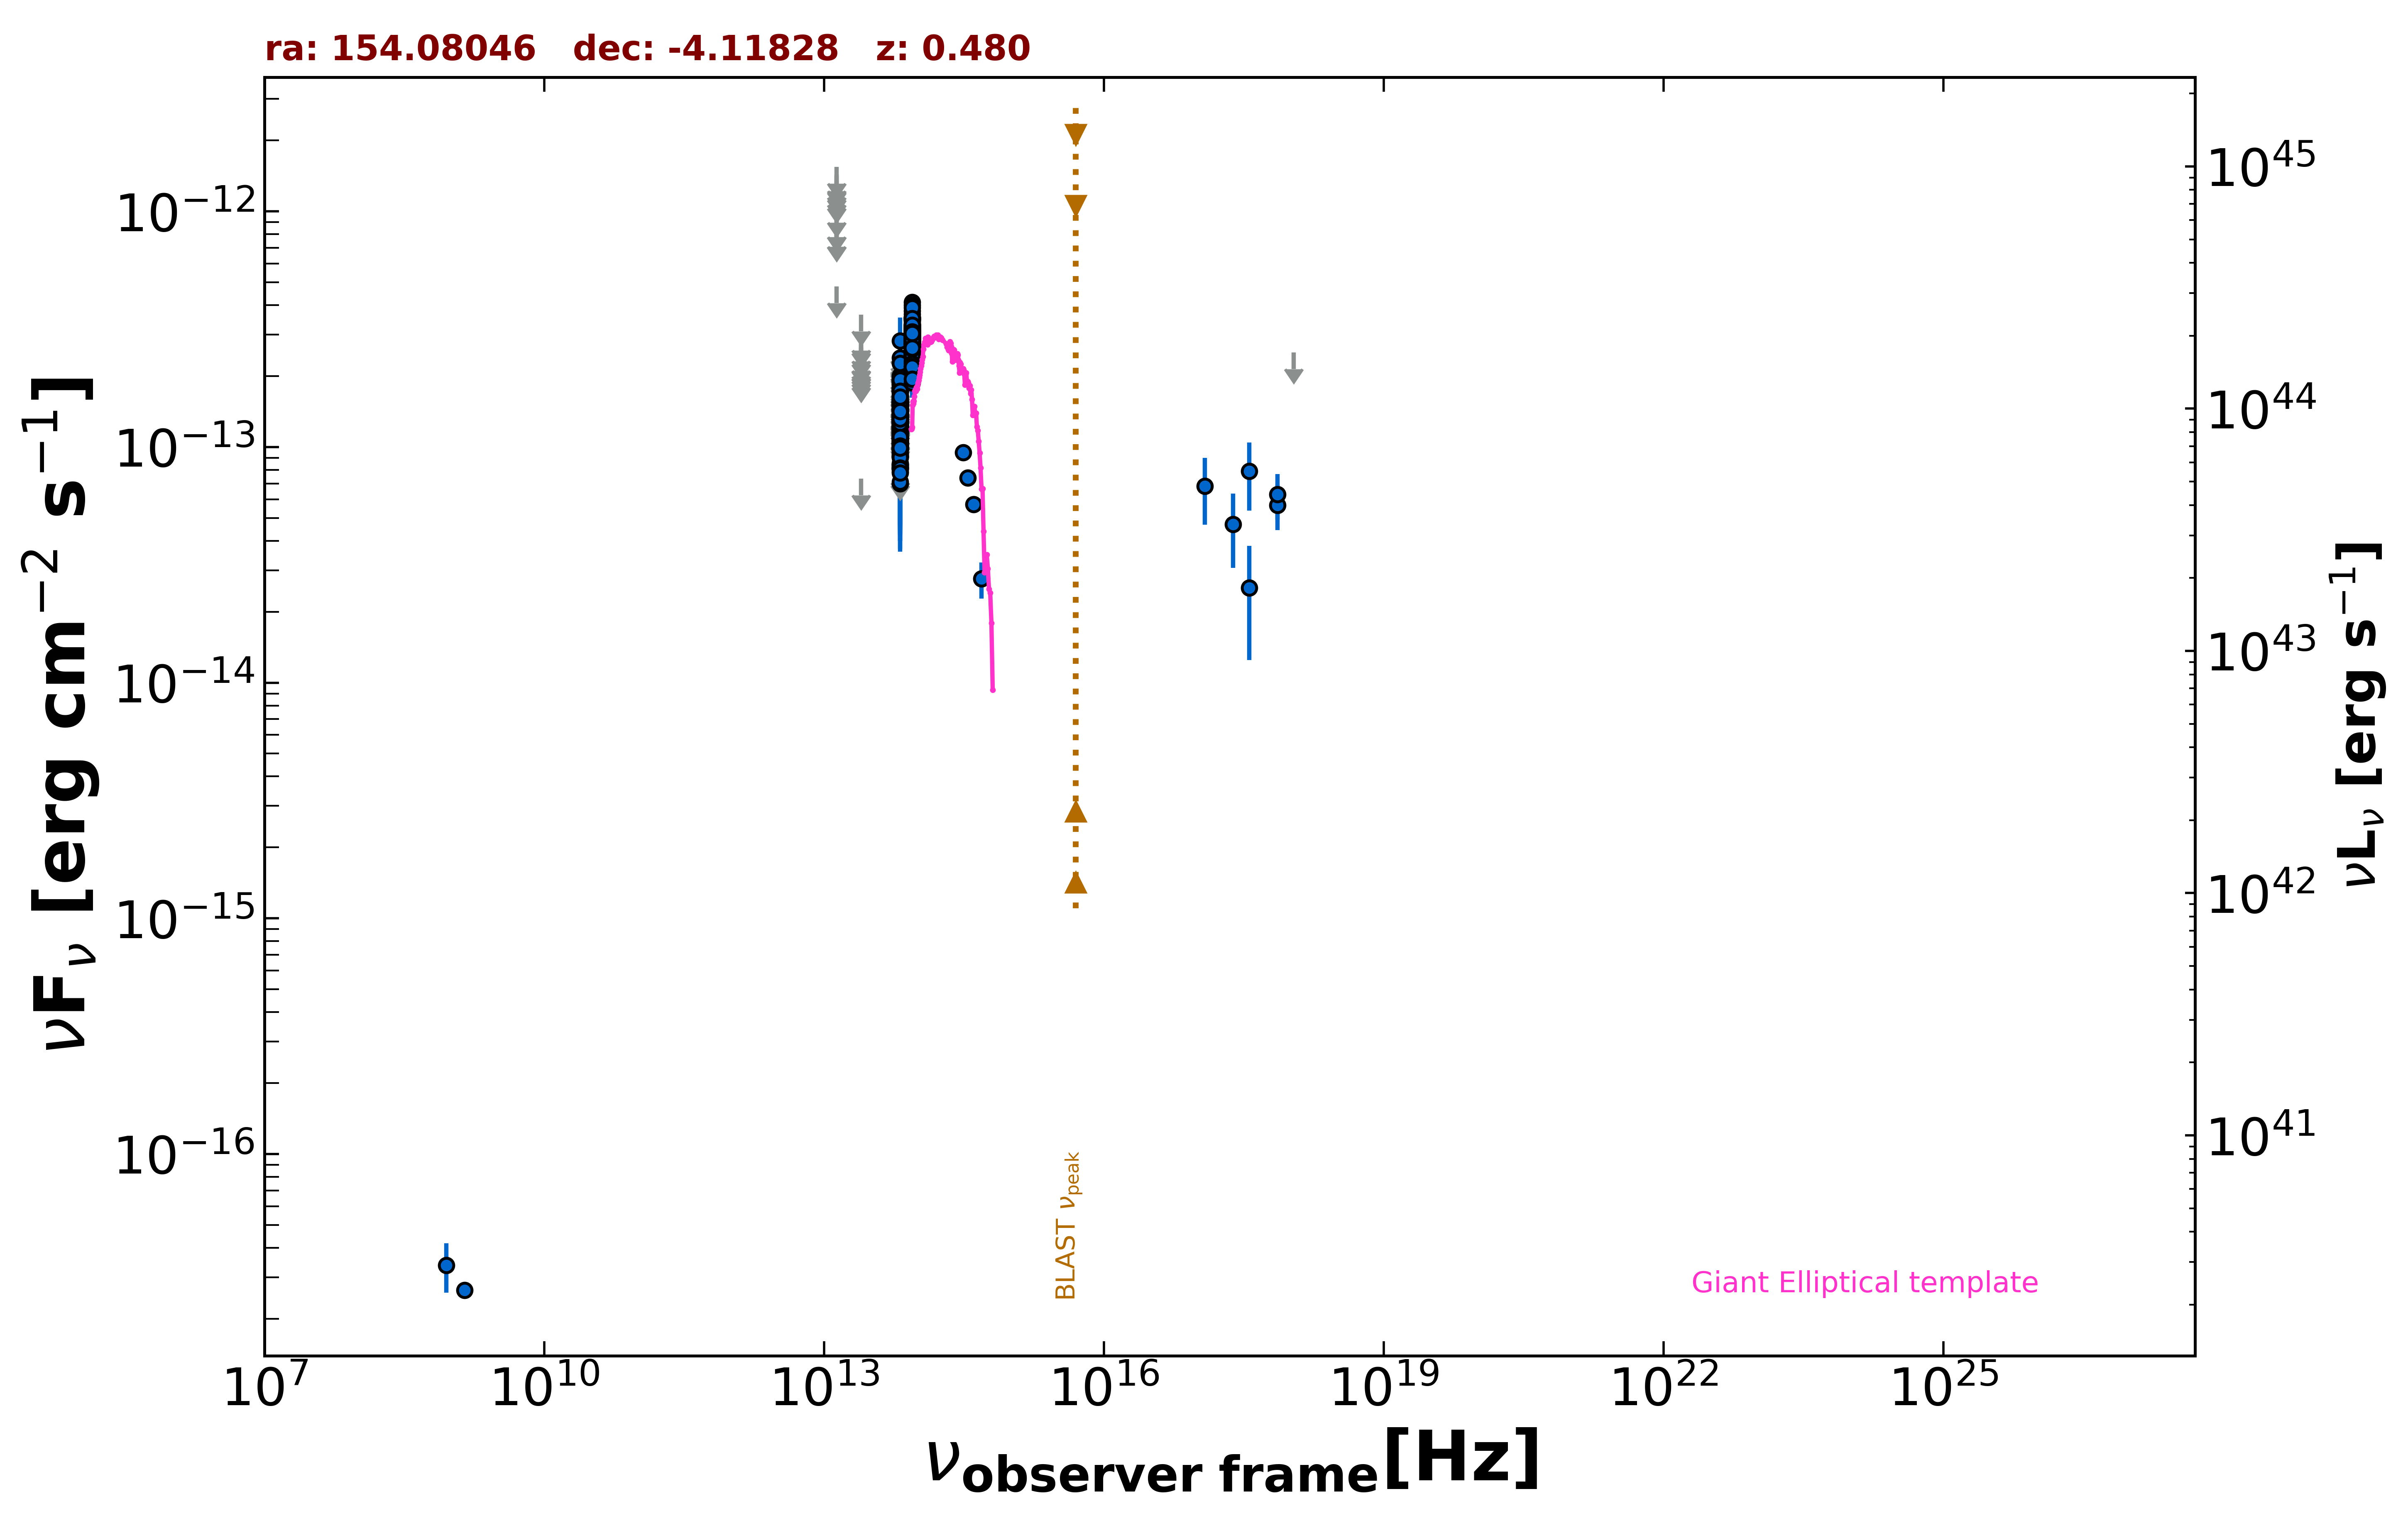 ra: 154.08046   dec: -4.11828   z: 0.480
νF_ν [erg cm^−2 s^−1]
10^−12
10^−13
10^−14
10^−15
10^−16
10^45
10^44
10^43
10^42
10^41
νL_ν [erg s^−1]
BLAST ν_peak
Giant Elliptical template
10^7
10^10
10^13
10^16
10^19
10^22
10^25
ν_observer frame [Hz]